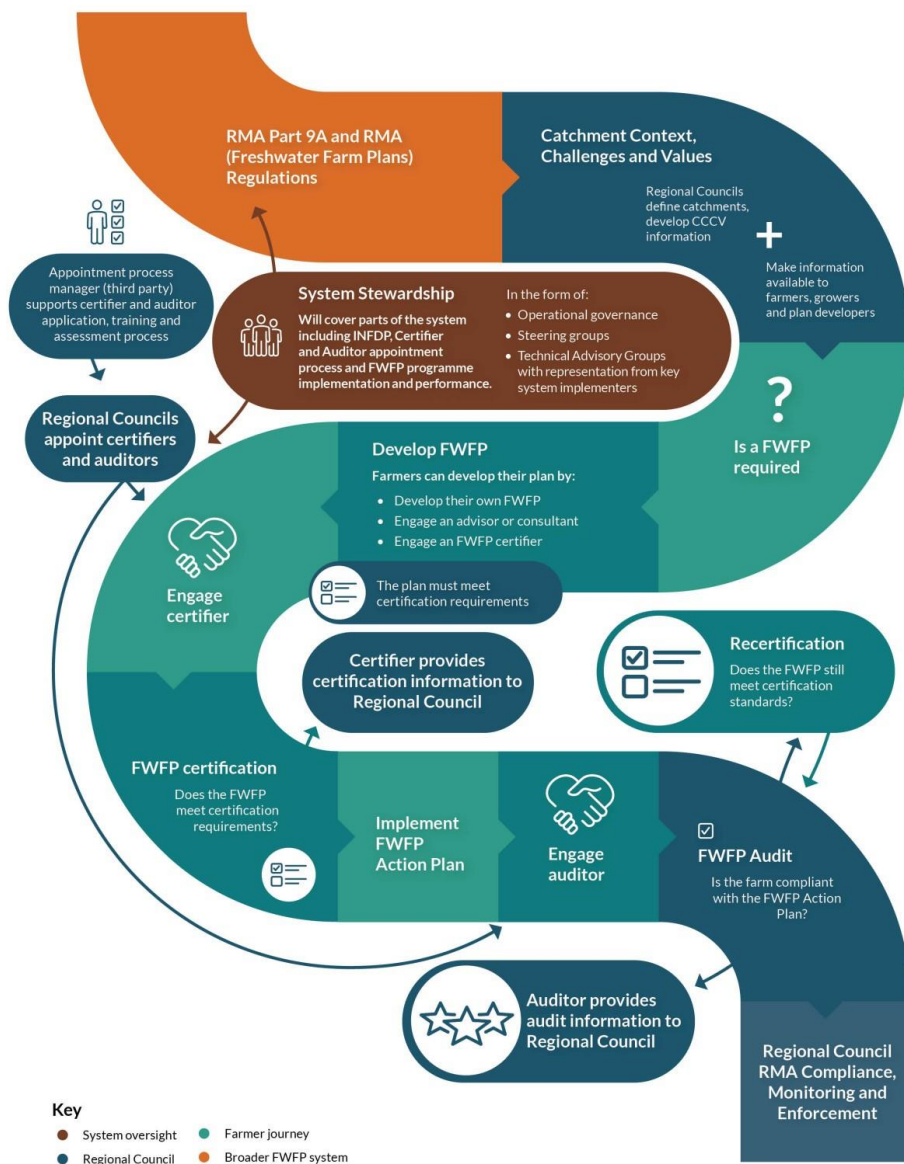 RMA Part 9A and RMA
(Freshwater Farm Plans)
Regulations
Catchment Context,
Challenges and Values
Regional Councils
define catchments,
develop CCCV
information
+
Make information
available to
farmers, growers
and plan developers
Appointment process
manager (third party)
supports certifier and auditor
application, training and
assessment process
System Stewardship
Will cover parts of the system
including INFDP, Certifier
and Auditor appointment
process and FWFP programme
implementation and performance.
In the form of:
• Operational governance
• Steering groups
• Technical Advisory Groups
with representation from key
system implementers
Regional Councils
appoint certifiers
and auditors
?
Is a FWFP
required
Develop FWFP
Farmers can develop their plan by:
• Develop their own FWFP
• Engage an advisor or consultant
• Engage an FWFP certifier
The plan must meet
certification requirements
Engage
certifier
Certifier provides
certification information to
Regional Council
Recertification
Does the FWFP still
meet certification
standards?
FWFP certification
Does the FWFP
meet certification
requirements?
Implement
FWFP
Action Plan
Engage
auditor
FWFP Audit
Is the farm compliant
with the FWFP Action
Plan?
Auditor provides
audit information to
Regional Council
Regional Council
RMA Compliance,
Monitoring and
Enforcement
Key
System oversight
Farmer journey
Regional Council
Broader FWFP system